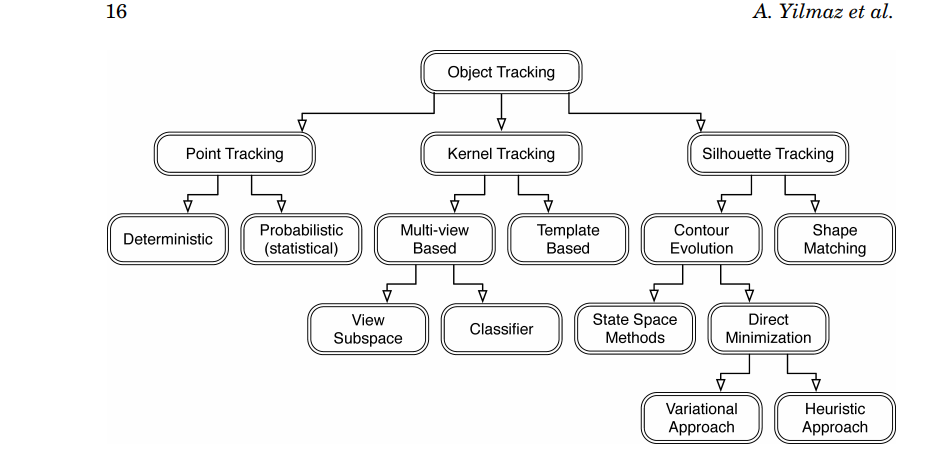 16
A. Yilmaz et al.
Object Tracking
Point Tracking
Kernel Tracking
Silhouette Tracking
Deterministic
Probabilistic
(statistical)
Multi-view
Based
Template
Based
Contour
Evolution
Shape
Matching
View
Subspace
Classifier
State Space
Methods
Direct
Minimization
Variational
Approach
Heuristic
Approach